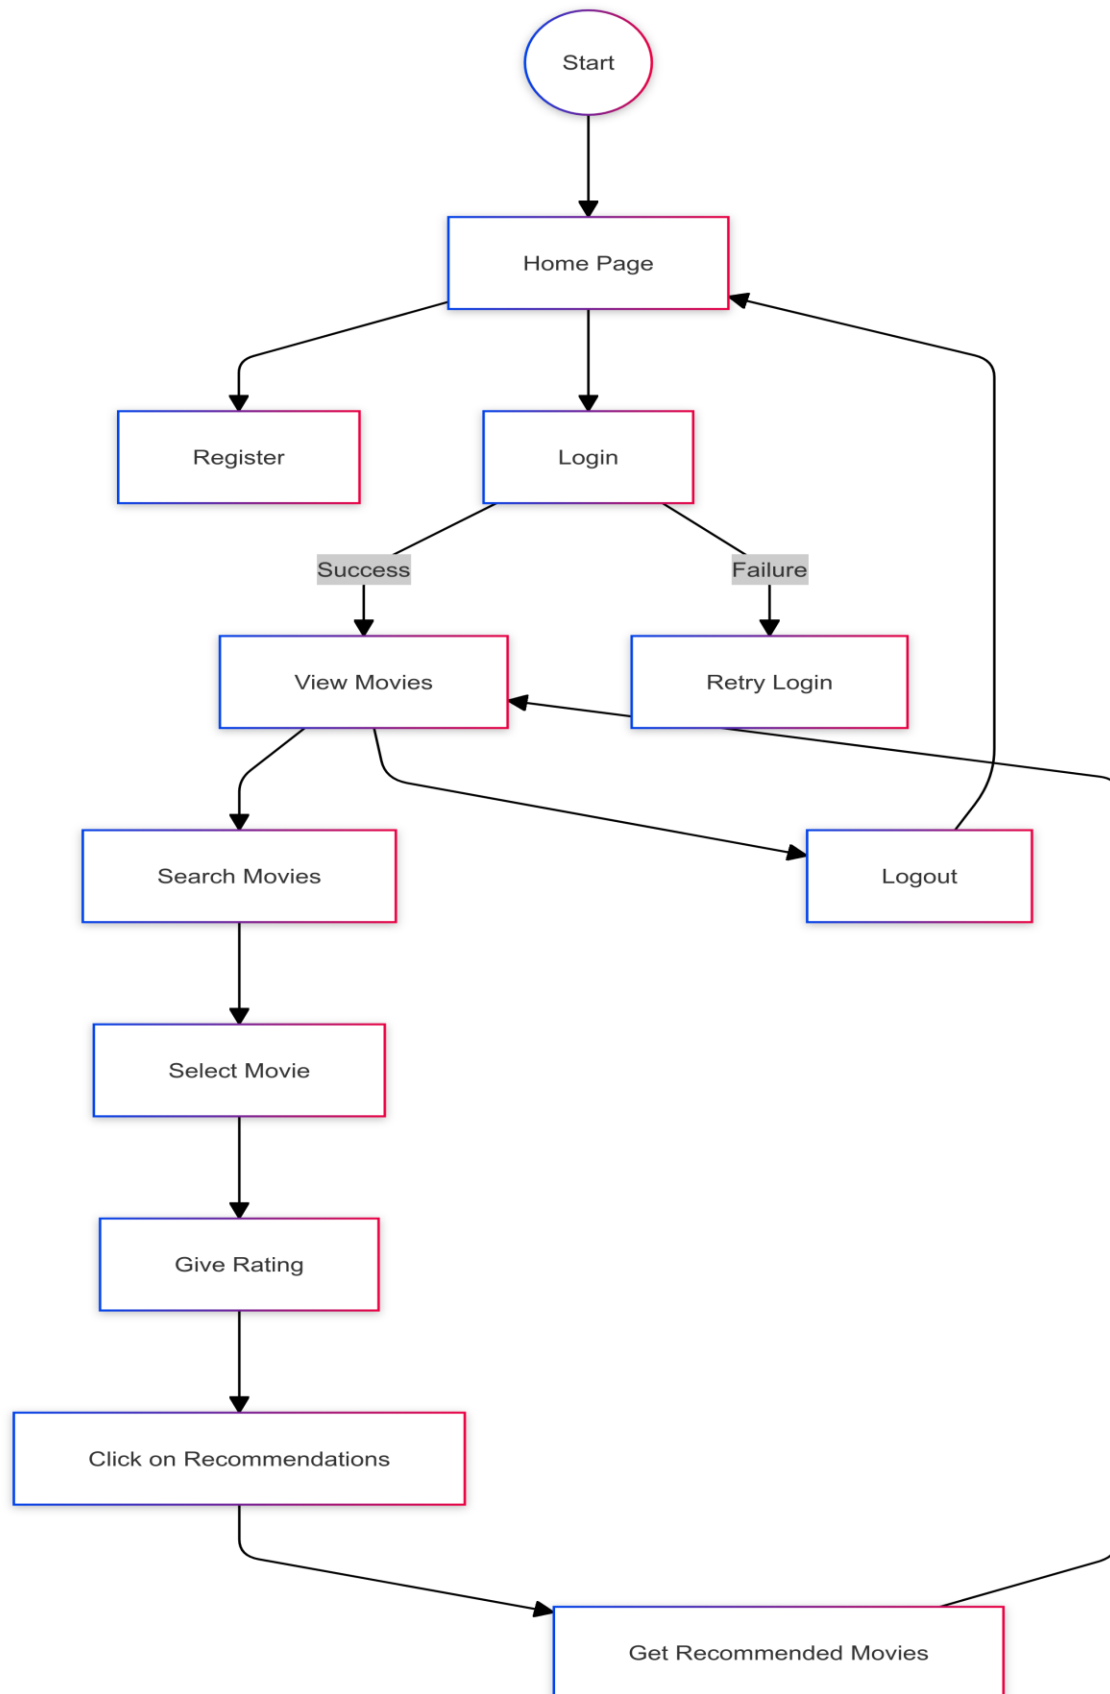 Start
Home Page
Register
Login
Success
Failure
View Movies
Retry Login
Search Movies
Logout
Select Movie
Give Rating
Click on Recommendations
Get Recommended Movies